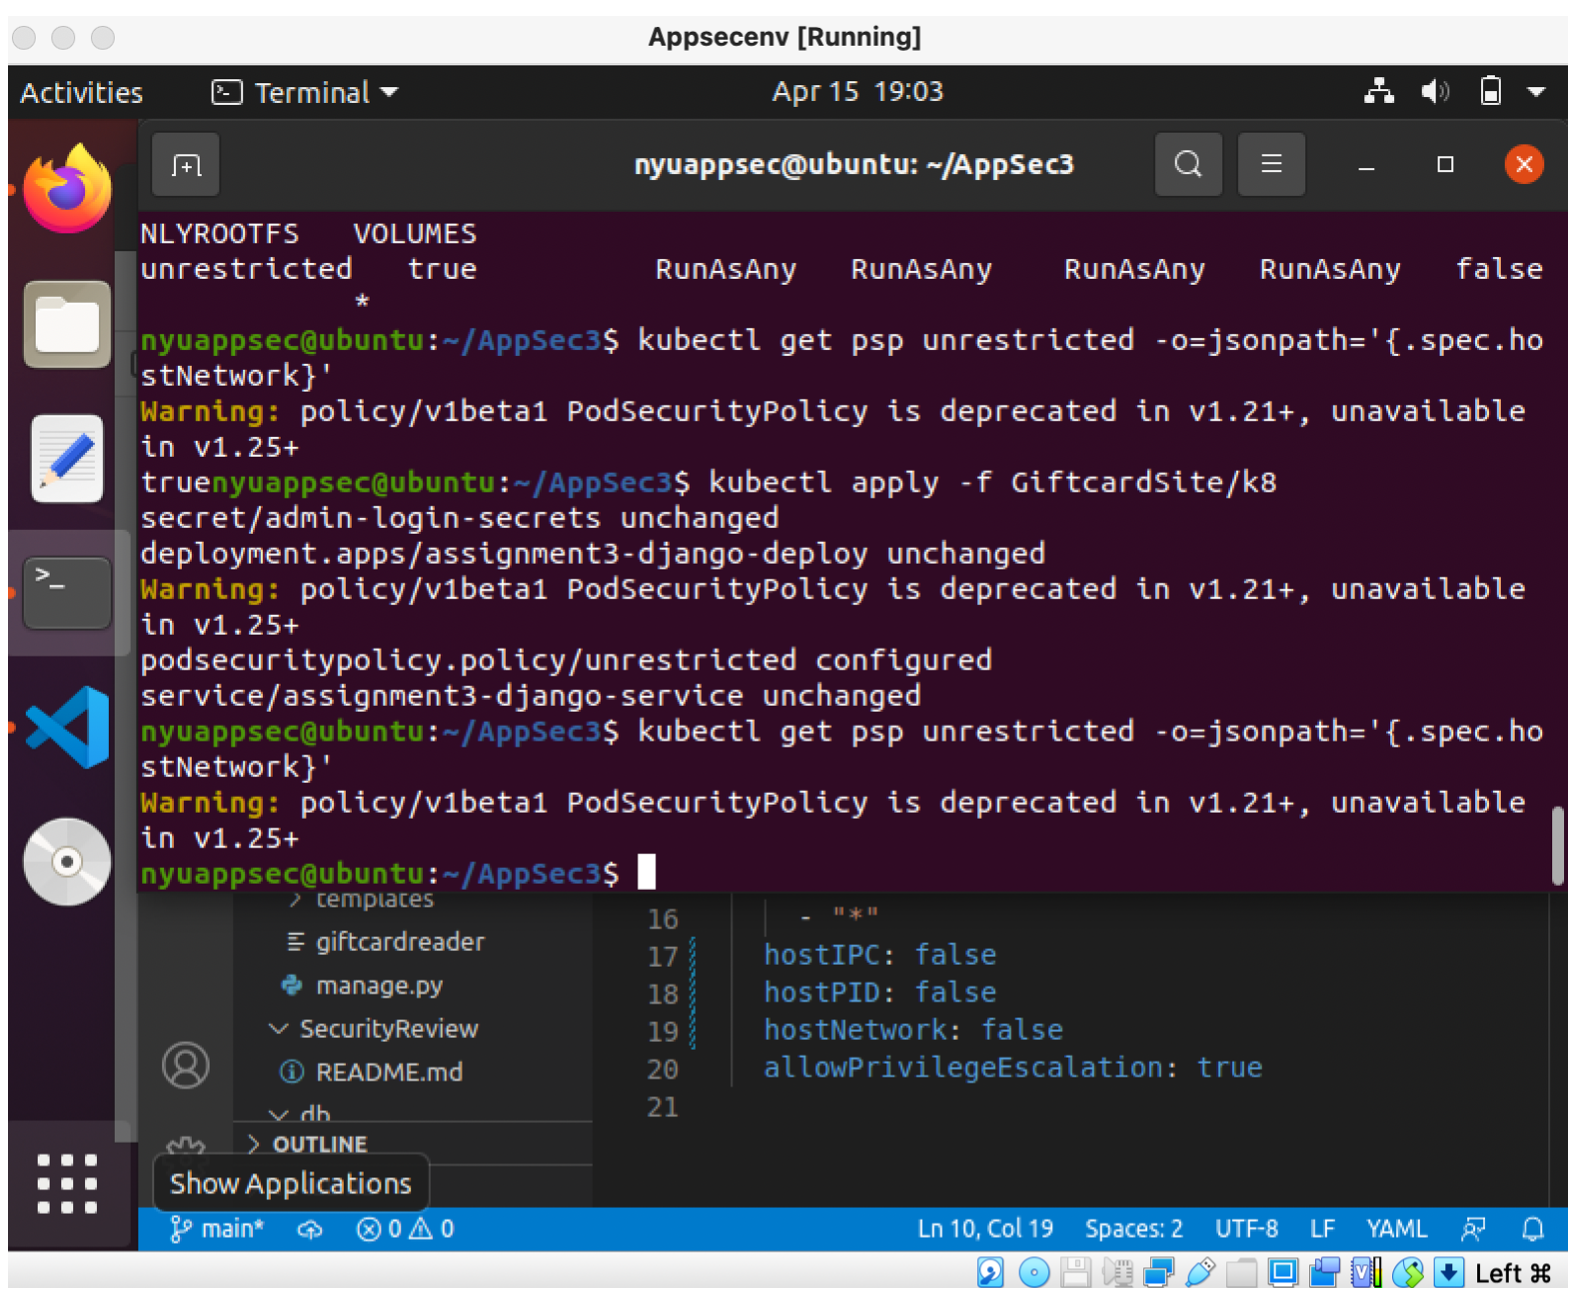 Appsecenv [Running]
Activities Terminal Apr 15 19:03
nyuappsec@ubuntu: ~/AppSec3
NLYROOTFS VOLUMES
unrestricted true RunAsAny RunAsAny RunAsAny RunAsAny false
*
nyuappsec@ubuntu:~/AppSec3$ kubectl get psp unrestricted -o=jsonpath='{.spec.ho
stNetwork}'
Warning: policy/v1beta1 PodSecurityPolicy is deprecated in v1.21+, unavailable
in v1.25+
truenyuappsec@ubuntu:~/AppSec3$ kubectl apply -f GiftcardSite/k8
secret/admin-login-secrets unchanged
deployment.apps/assignment3-django-deploy unchanged
Warning: policy/v1beta1 PodSecurityPolicy is deprecated in v1.21+, unavailable
in v1.25+
podsecuritypolicy.policy/unrestricted configured
service/assignment3-django-service unchanged
nyuappsec@ubuntu:~/AppSec3$ kubectl get psp unrestricted -o=jsonpath='{.spec.ho
stNetwork}'
Warning: policy/v1beta1 PodSecurityPolicy is deprecated in v1.21+, unavailable
in v1.25+
nyuappsec@ubuntu:~/AppSec3$
> templates
giftcardreader
manage.py
SecurityReview
README.md
db
> OUTLINE
16 - "*"
17 hostIPC: false
18 hostPID: false
19 hostNetwork: false
20 allowPrivilegeEscalation: true
21
Show Applications
main* 0 0 Ln 10, Col 19 Spaces: 2 UTF-8 LF YAML
Left ⌘